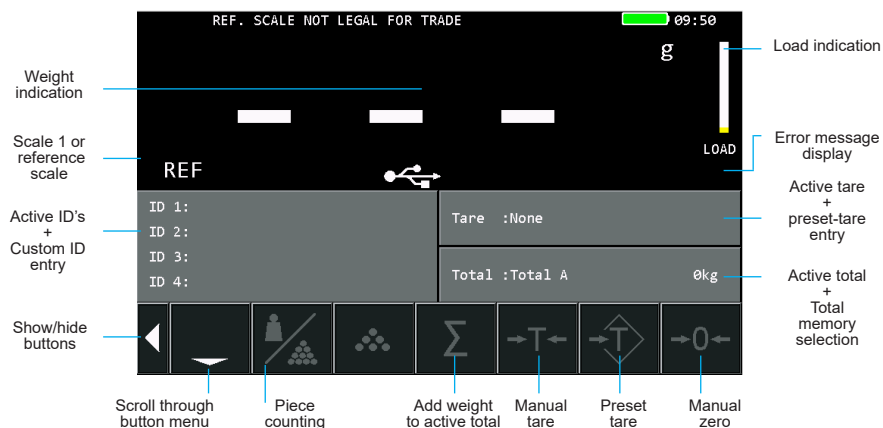 REF. SCALE NOT LEGAL FOR TRADE
09:50
g
Load indication
Weight
indication
Scale 1 or
reference
scale
LOAD
Error message
display
REF
Active ID's
+
Custom ID
entry
ID 1:
ID 2:
ID 3:
ID 4:
Tare :None
Active tare
+
preset-tare
entry
Total :Total A 0kg
Active total
+
Total
memory
selection
Show/hide
buttons
Σ
→T←
→T
→0←
Scroll through
button menu
Piece
counting
Add weight
to active total
Manual
tare
Preset
tare
Manual
zero